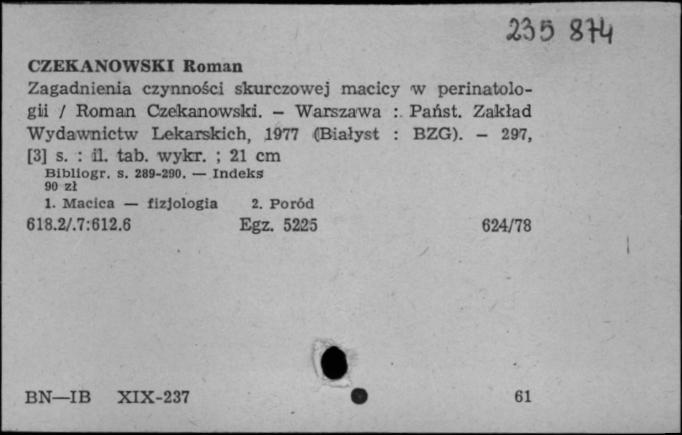 235 874
CZEKANOWSKI Roman
Zagadnienia czynności skurczowej macicy w perinatolo-
gii / Roman Czekanowski. — Warszawa : Państ. Zakład
Wydawnictw Lekarskich, 1977 (Białyst : BZG). — 297,
[3] s. : il. tab. wykr. ; 21 cm
Bibliogr. s. 289-290. — Indeks
90 zł
1. Macica — fizjologia 2. Poród
618.2/.7:612.6 Egz. 5225 624/78
BN—IB XIX-237 61